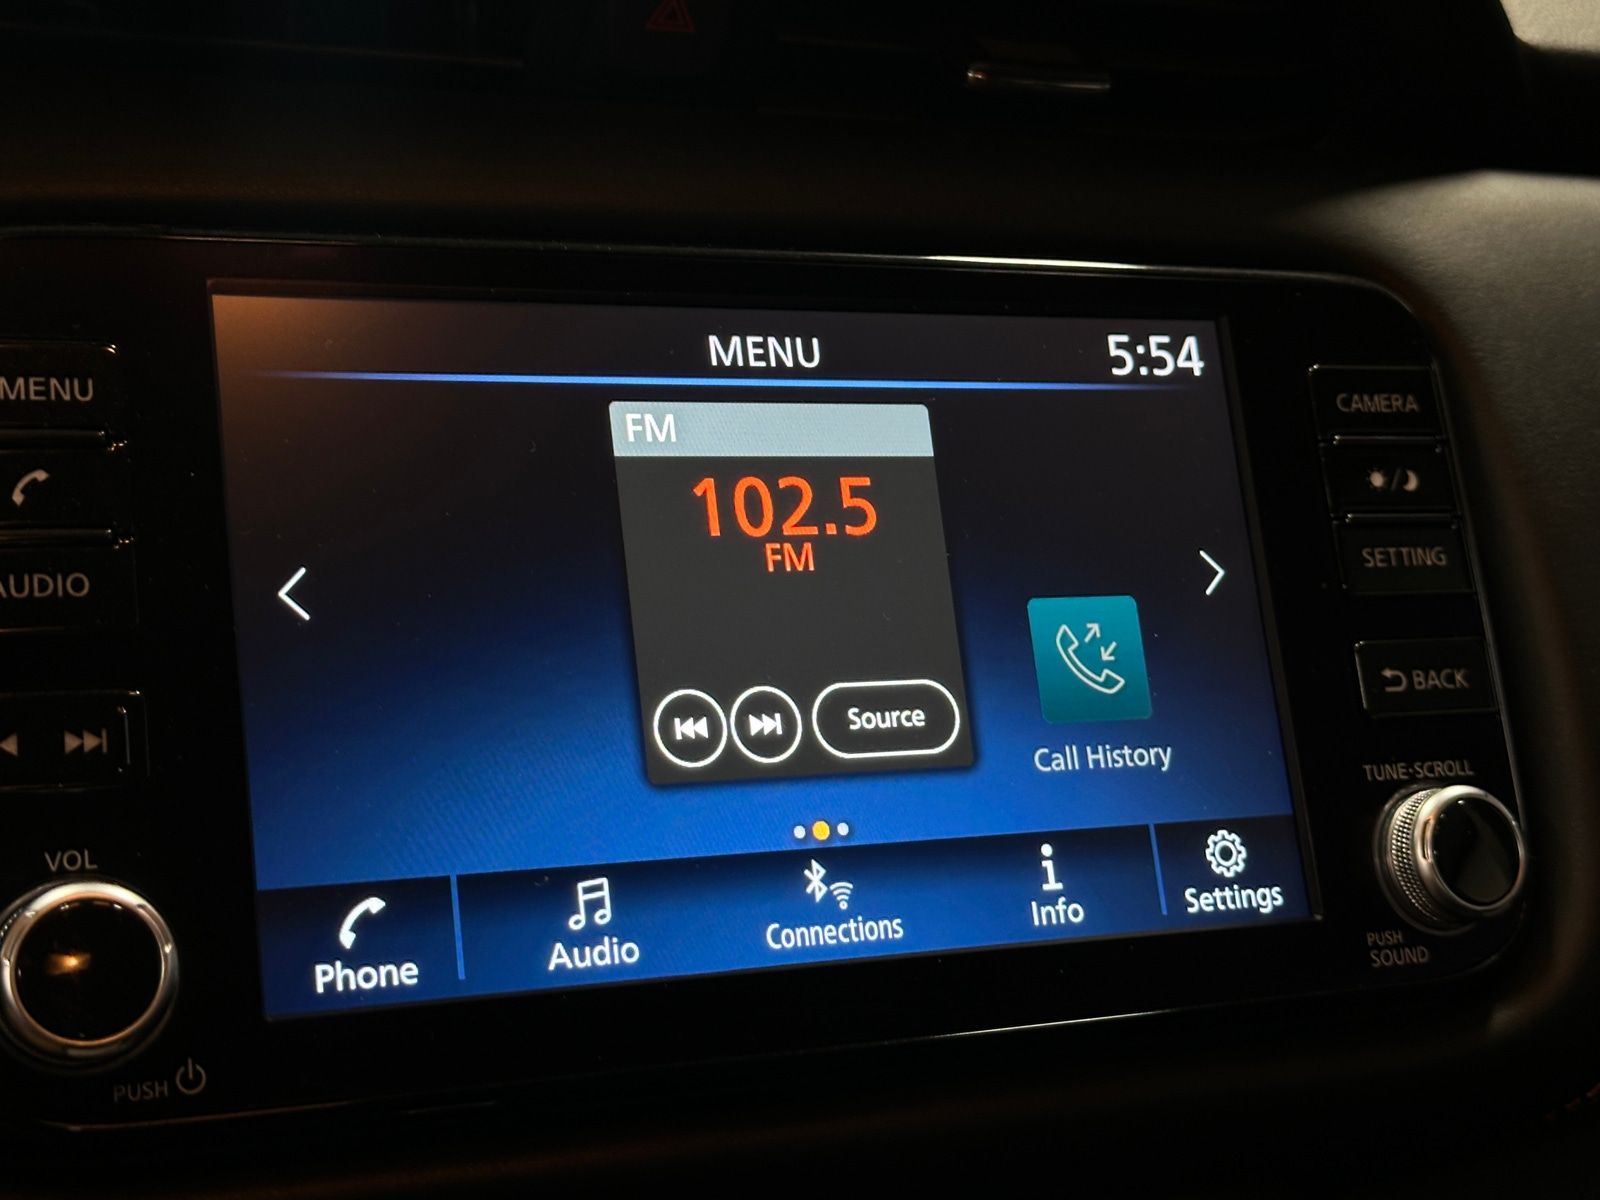 MENU
5:54
MENU
AUDIO
VOL
PUSH
FM
102.5
FM
Source
Call History
Phone
Audio
Connections
Info
Settings
CAMERA
SETTING
BACK
TUNE·SCROLL
PUSH
SOUND